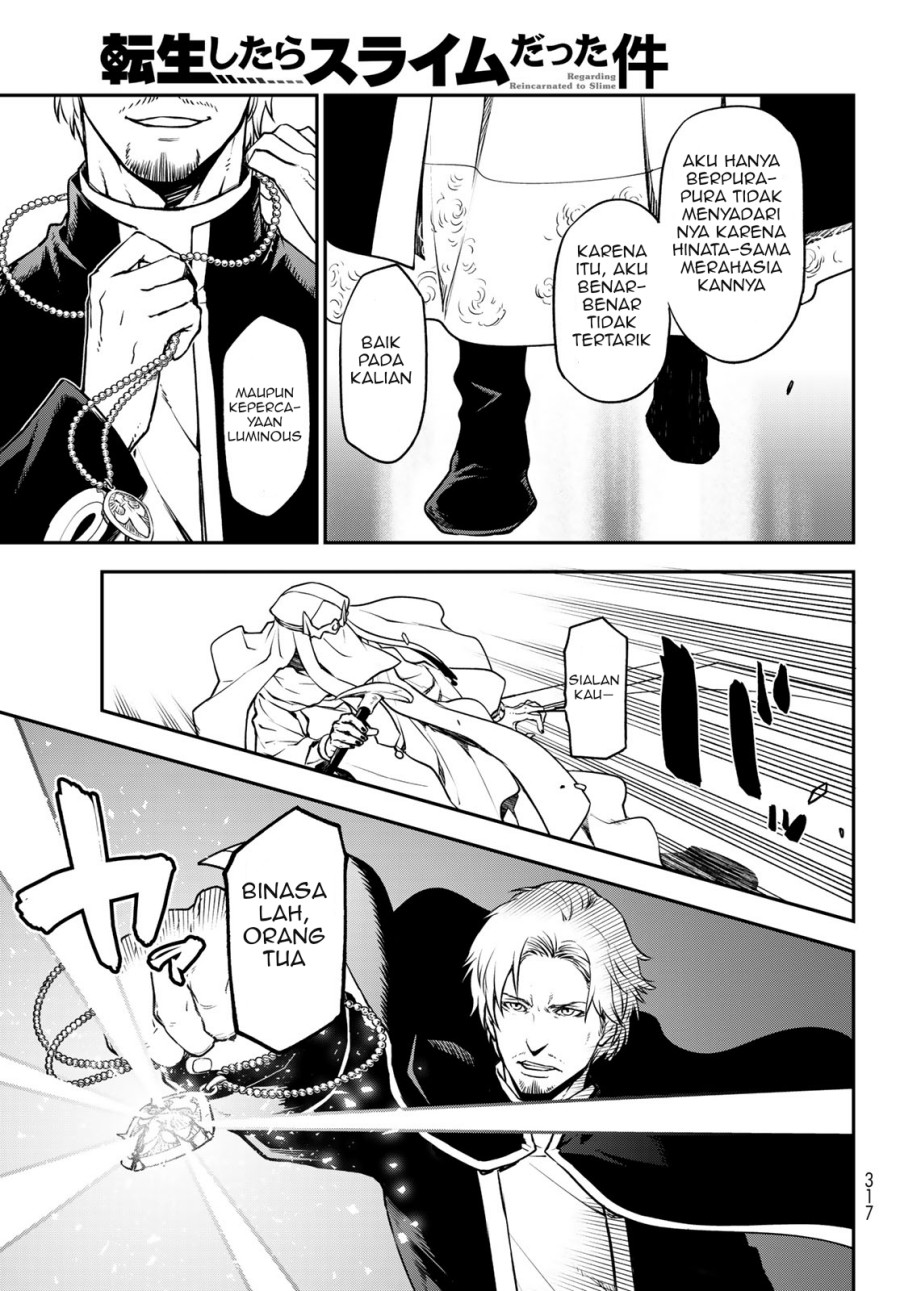 転生したらスライムだった件
Regarding
Reincarnated to Slime
AKU HANYA
BERPURA-
PURA TIDAK
MENYADARI
NYA KARENA
HINATA-SAMA
MERAHASIA
KANNYA
KARENA
ITU, AKU
BENAR-
BENAR
TIDAK
TERTARIK
BAIK
PADA
KALIAN
MAUPUN
KEPERCA-
YAAN
LUMINOUS
SIALAN
KAU—
BINASA
LAH,
ORANG
TUA
カッ
317